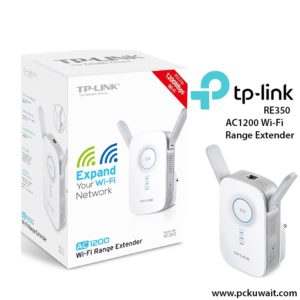 TP-LINK
1200Mbps
Expand
Your Wi-Fi
Network
AC1200
Wi-Fi Range Extender
tp-link
RE350
AC1200 Wi-Fi
Range Extender
www.pckuwait.com